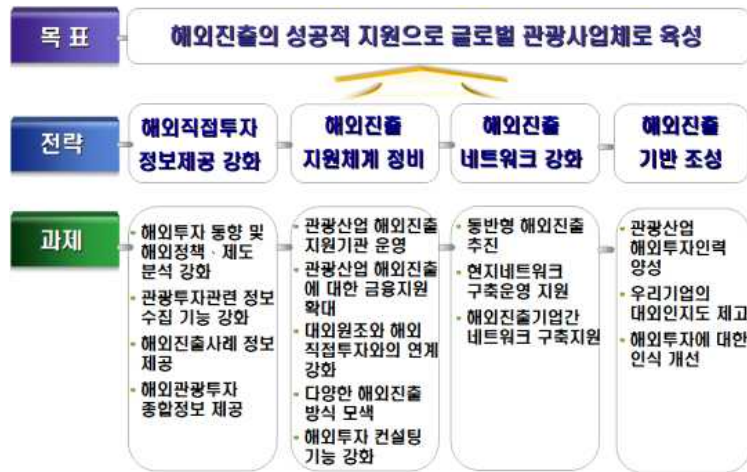 목 표
해외진출의 성공적 지원으로 글로벌 관광사업체로 육성
전략
해외직접투자
정보제공 강화
해외진출
지원체계 정비
해외진출
네트워크 강화
해외진출
기반 조성
과제
• 해외투자 동향 및
해외정책 · 제도
분석 강화
• 관광투자관련 정보
수집 기능 강화
• 해외진출사례 정보
제공
• 해외관광투자
종합정보 제공
• 관광산업 해외진출
지원기관 운영
• 관광산업 해외진출
에 대한 금융지원
확대
• 대외원조와 해외
직접투자와의 연계
강화
• 다양한 해외진출
방식 모색
• 해외투자 컨설팅
기능 강화
• 동반형 해외진출
추진
• 현지네트워크
구축운영 지원
• 해외진출기업간
네트워크 구축지원
• 관광산업
해외투자인력
양성
• 우리기업의
대외인지도 제고
• 해외투자에 대한
인식 개선